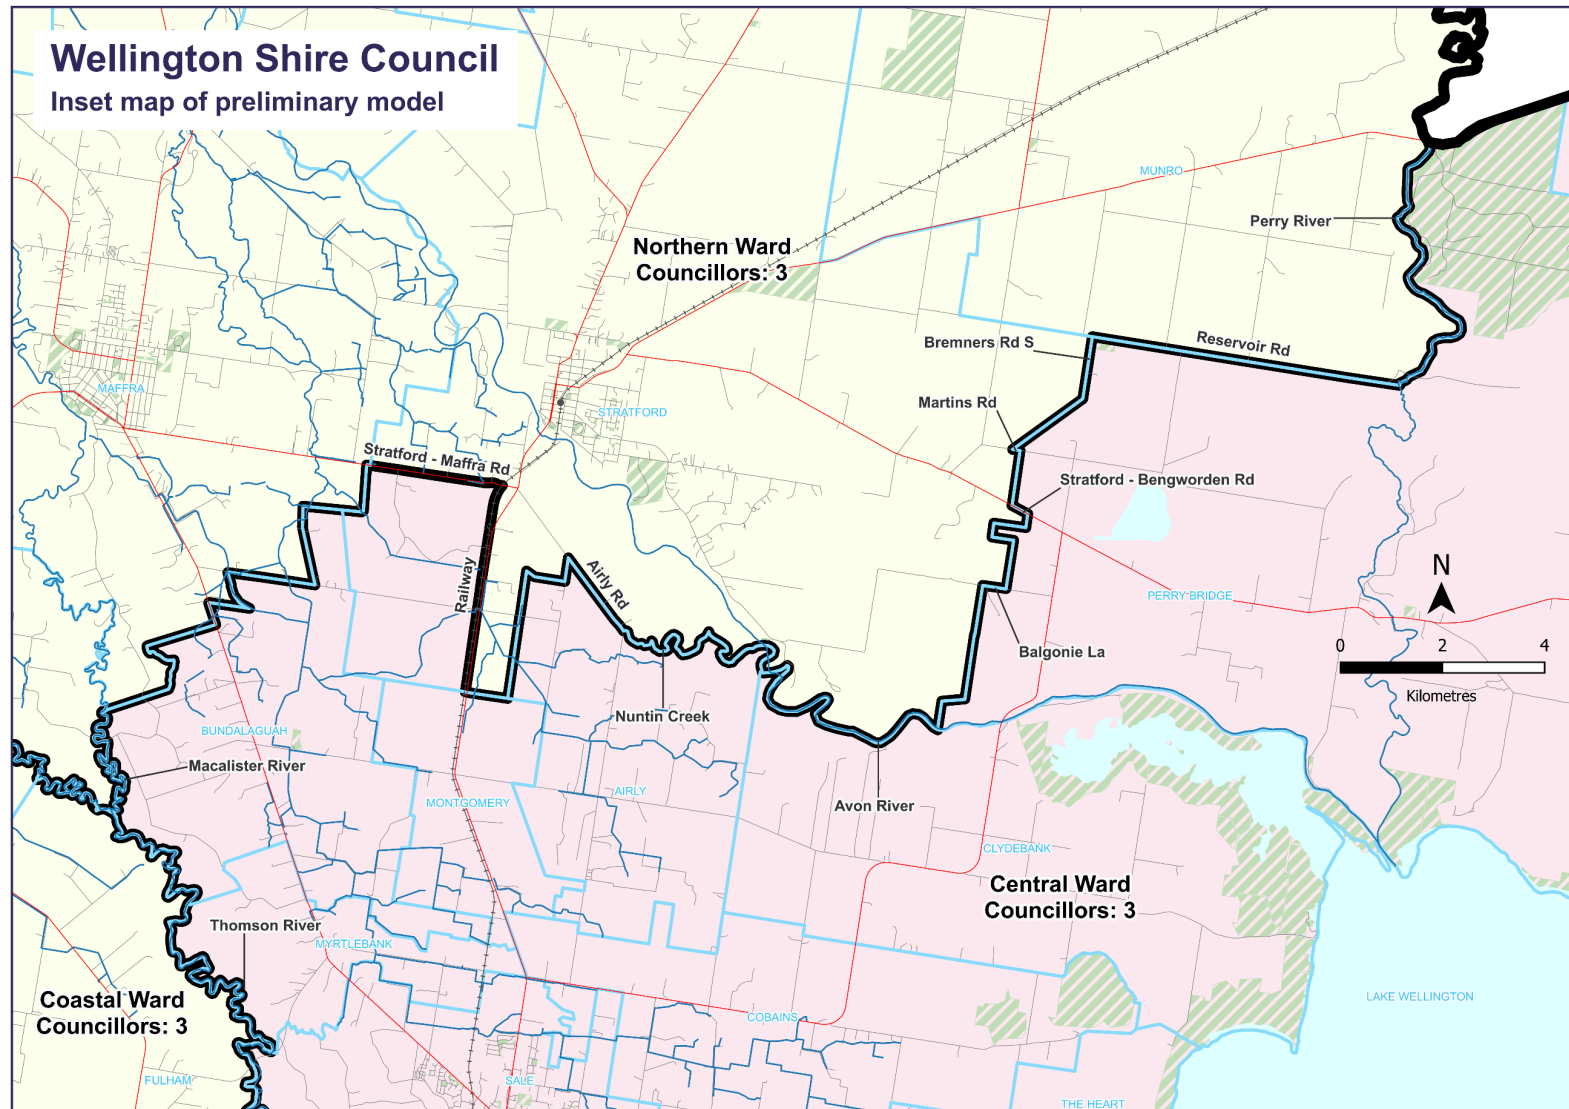 Wellington Shire Council
Inset map of preliminary model
MUNRO
Perry River
Northern Ward
Councillors: 3
Reservoir Rd
Bremners Rd S
MAFFRA
Martins Rd
STRATFORD
Stratford - Maffra Rd
Stratford - Bengworden Rd
N
Railway
Airly Rd
PERRY BRIDGE
0 2 4
Kilometres
Balgonie La
Nuntin Creek
BUNDALAGUAH
Macalister River
MONTGOMERY
AIRLY
Avon River
CLYDEBANK
Central Ward
Councillors: 3
Thomson River
MYRTLEBANK
Coastal Ward
Councillors: 3
LAKE WELLINGTON
COBAINS
FULHAM
SALE
THE HEART